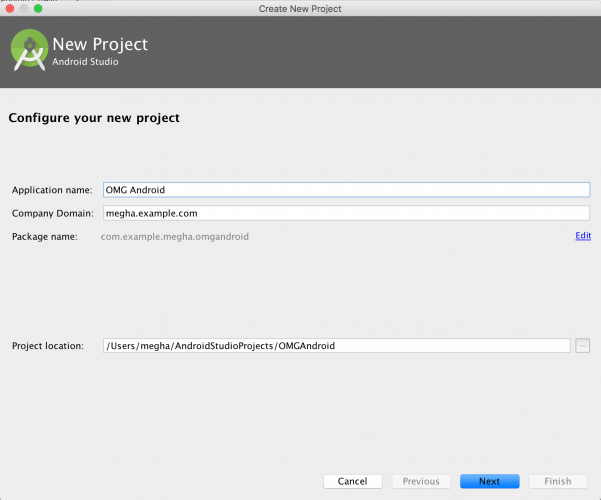 Create New Project
New Project
Android Studio
Configure your new project
Application name: OMG Android
Company Domain: megha.example.com
Package name: com.example.megha.omgandroid Edit
Project location: /Users/megha/AndroidStudioProjects/OMGAndroid ...
Cancel Previous Next Finish